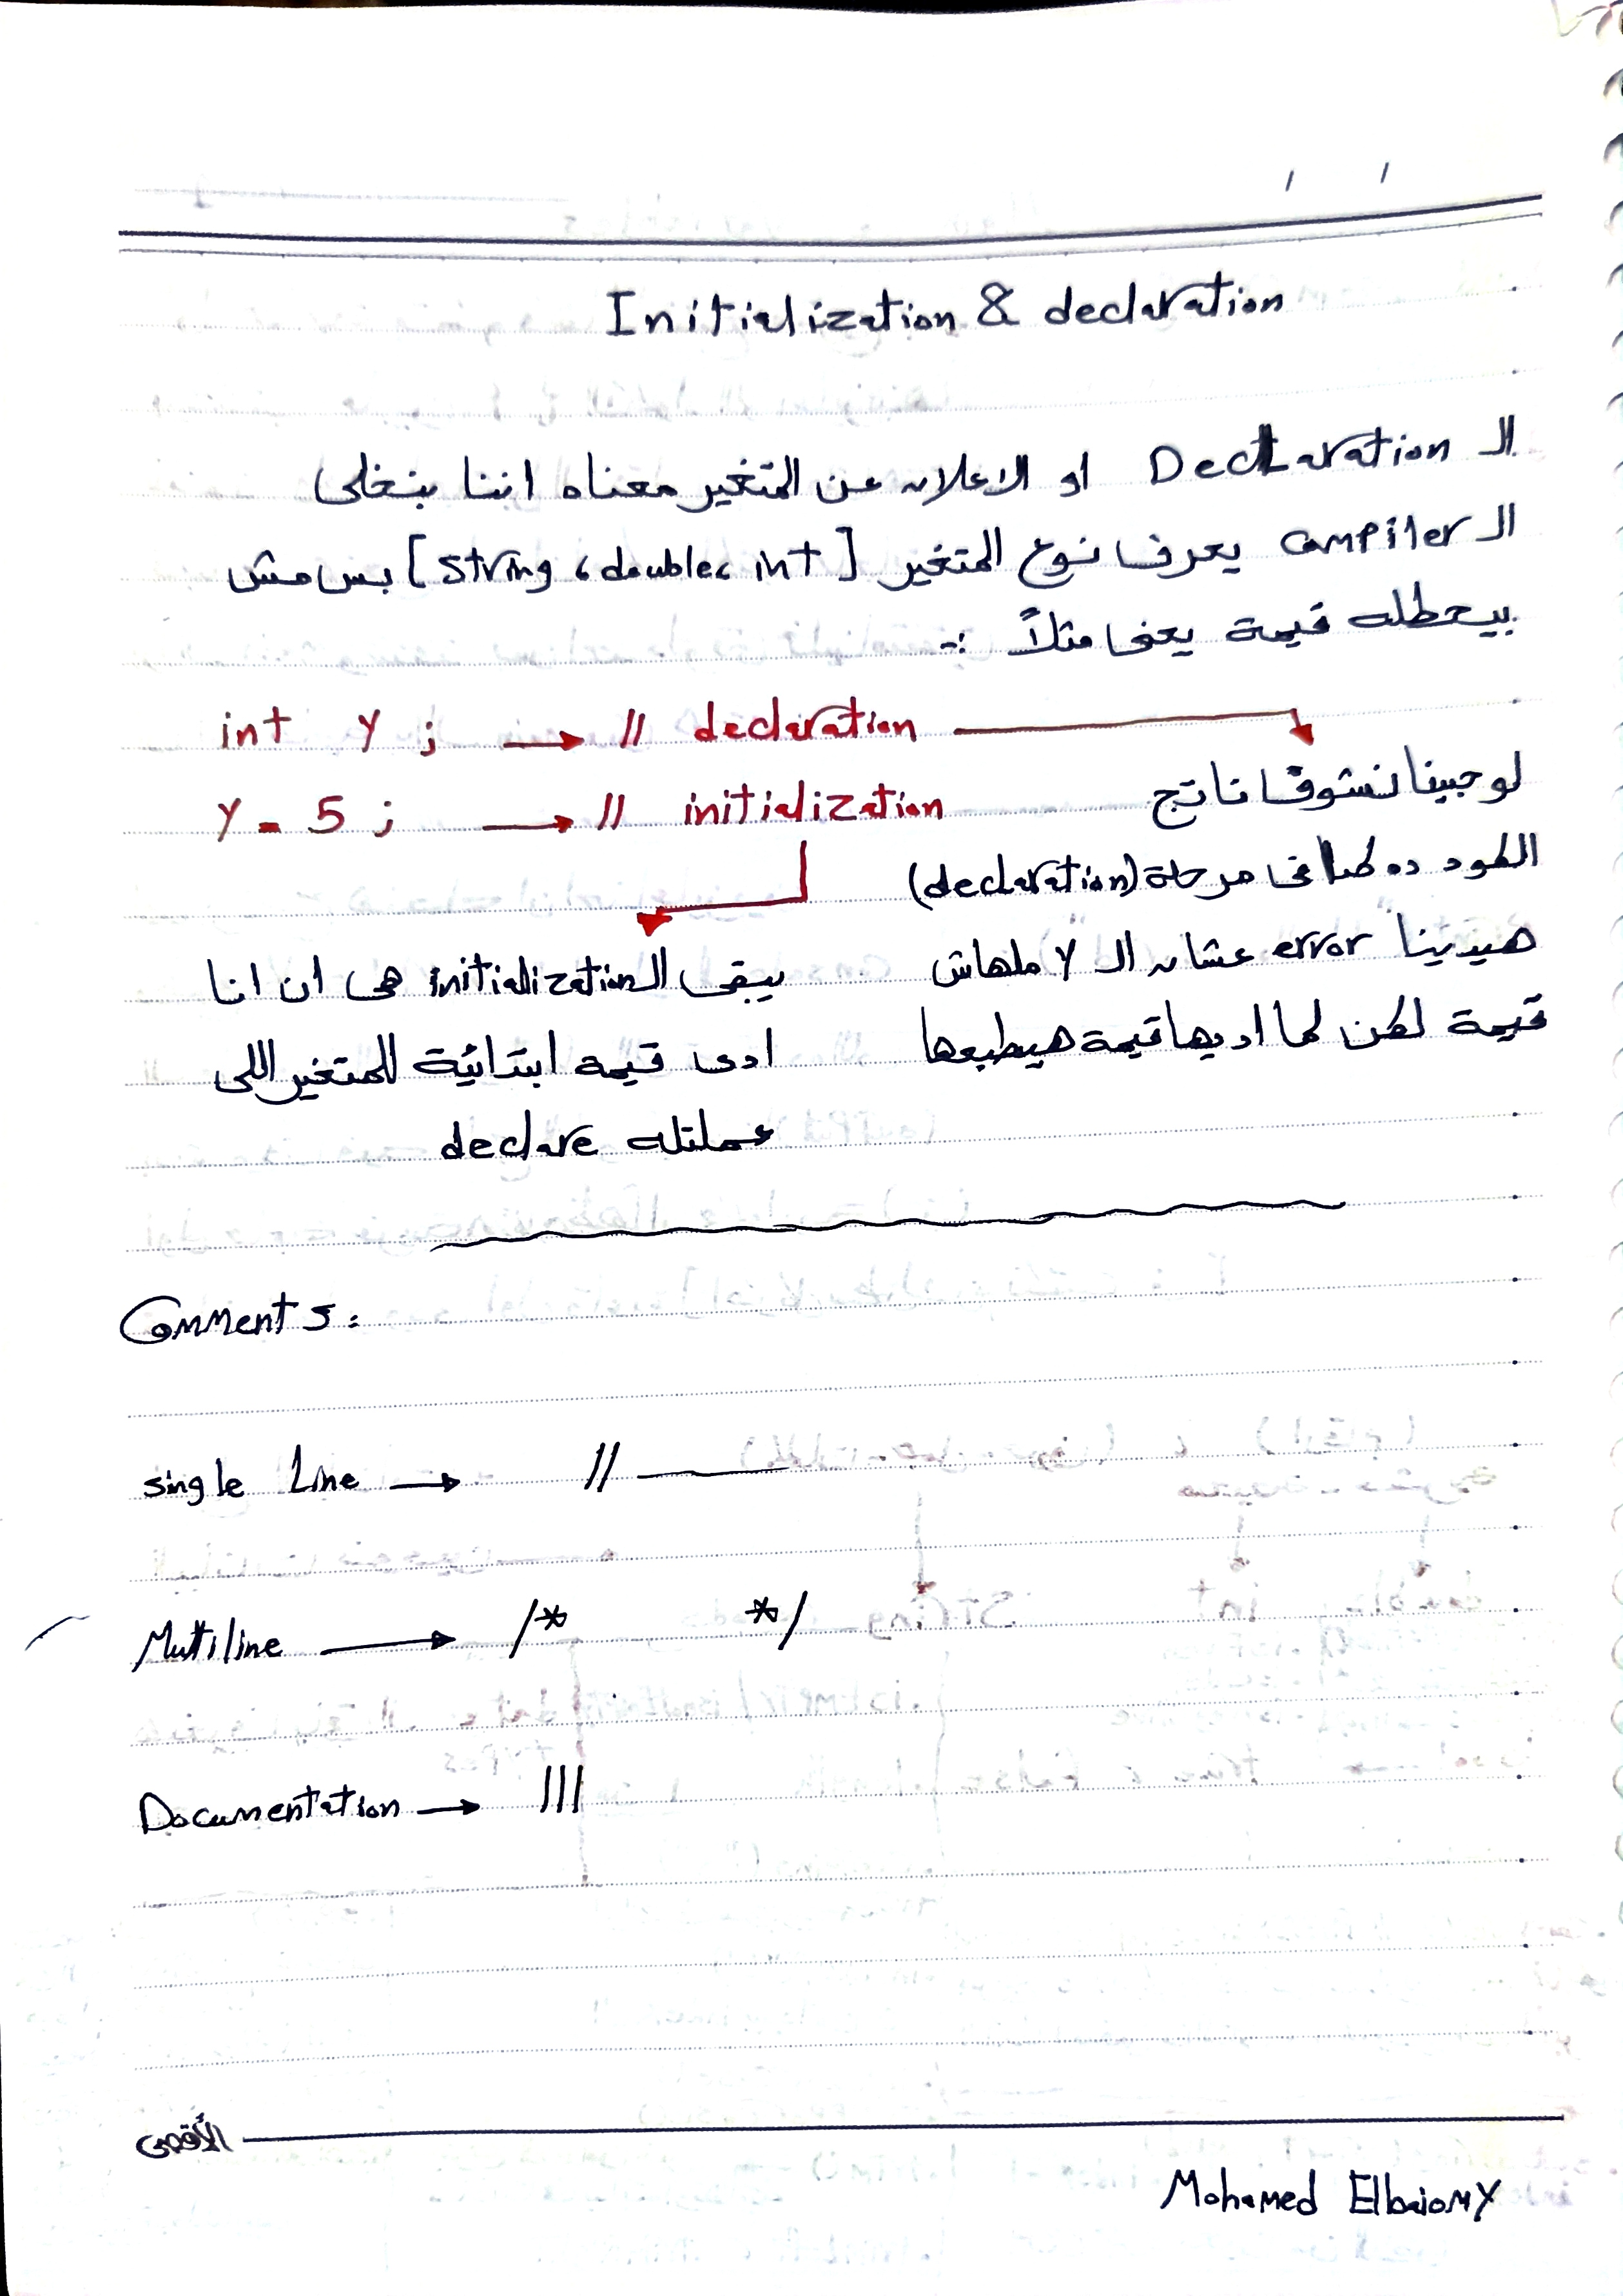 / /
Initialization & declaration
الـ Declaration او الاعلان عن المتغير معناه اننا بنخلى
الـ compiler يعرف نوع المتغير [ String , double, int ] بس مش
بيحطله قيمة يعنى مثلاً :-
int y ; → // declaration
y = 5 ; → // initialization
لو جينا نشوف ناتج
الكود ده طبعا فى مرحلة (declaration)
هيدينا error عشان الـ y ملهاش
قيمة لكن لما اديها قيمة هيطبعها
يبقى الـ initialization هى ان انا
ادى قيمه ابتدائية للمتغير اللى
عملتله declare
Comments :
single Line → //
Multiline → /* */
Documentation → ///
الأقصى
Mohamed Elbaiomy